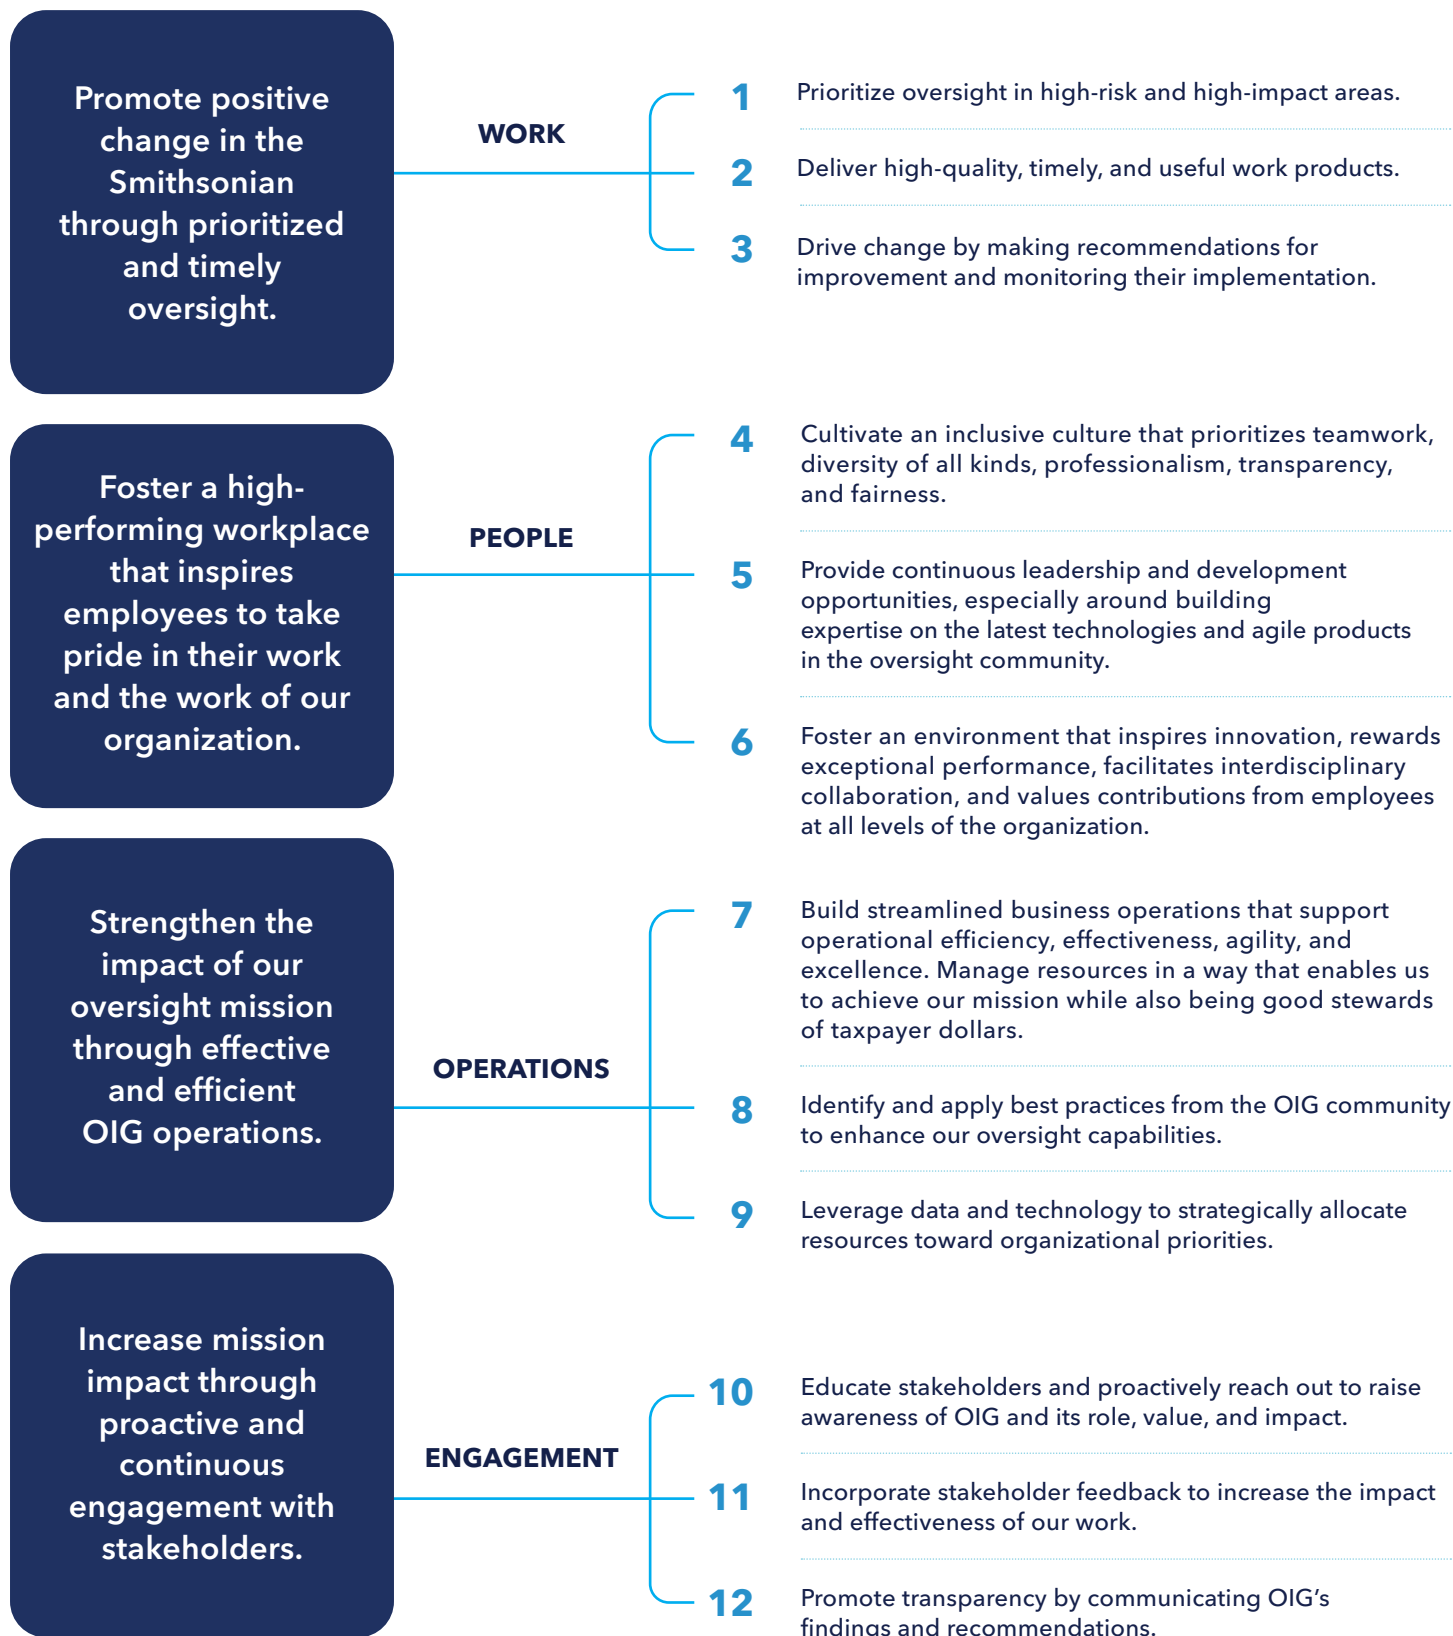 Promote positive
change in the
Smithsonian
through prioritized
and timely
oversight.
WORK
1 Prioritize oversight in high-risk and high-impact areas.
2 Deliver high-quality, timely, and useful work products.
3 Drive change by making recommendations for
improvement and monitoring their implementation.
Foster a high-
performing workplace
that inspires
employees to take
pride in their work
and the work of our
organization.
PEOPLE
4 Cultivate an inclusive culture that prioritizes teamwork,
diversity of all kinds, professionalism, transparency,
and fairness.
5 Provide continuous leadership and development
opportunities, especially around building
expertise on the latest technologies and agile products
in the oversight community.
6 Foster an environment that inspires innovation, rewards
exceptional performance, facilitates interdisciplinary
collaboration, and values contributions from employees
at all levels of the organization.
Strengthen the
impact of our
oversight mission
through effective
and efficient
OIG operations.
OPERATIONS
7 Build streamlined business operations that support
operational efficiency, effectiveness, agility, and
excellence. Manage resources in a way that enables us
to achieve our mission while also being good stewards
of taxpayer dollars.
8 Identify and apply best practices from the OIG community
to enhance our oversight capabilities.
9 Leverage data and technology to strategically allocate
resources toward organizational priorities.
Increase mission
impact through
proactive and
continuous
engagement with
stakeholders.
ENGAGEMENT
10 Educate stakeholders and proactively reach out to raise
awareness of OIG and its role, value, and impact.
11 Incorporate stakeholder feedback to increase the impact
and effectiveness of our work.
12 Promote transparency by communicating OIG's
findings and recommendations.